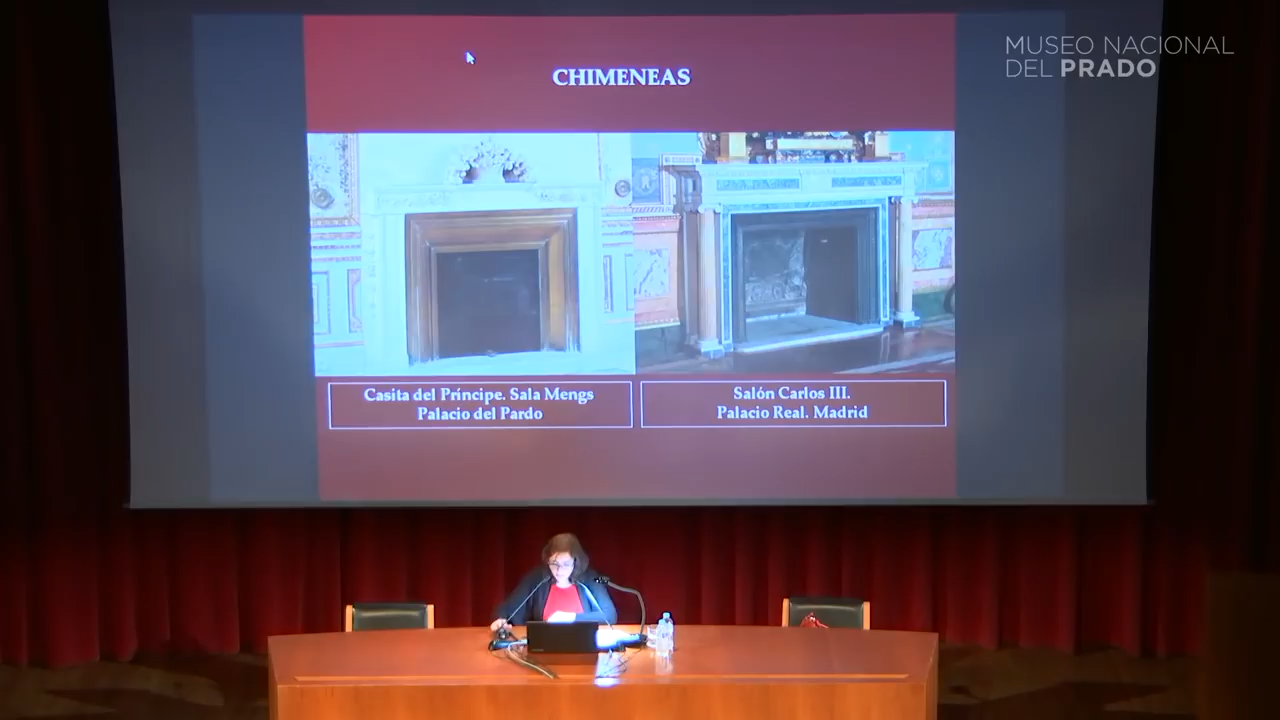 MUSEO NACIONAL
DEL PRADO
CHIMENEAS
Casita del Príncipe. Sala Mengs
Palacio del Pardo
Salón Carlos III.
Palacio Real. Madrid